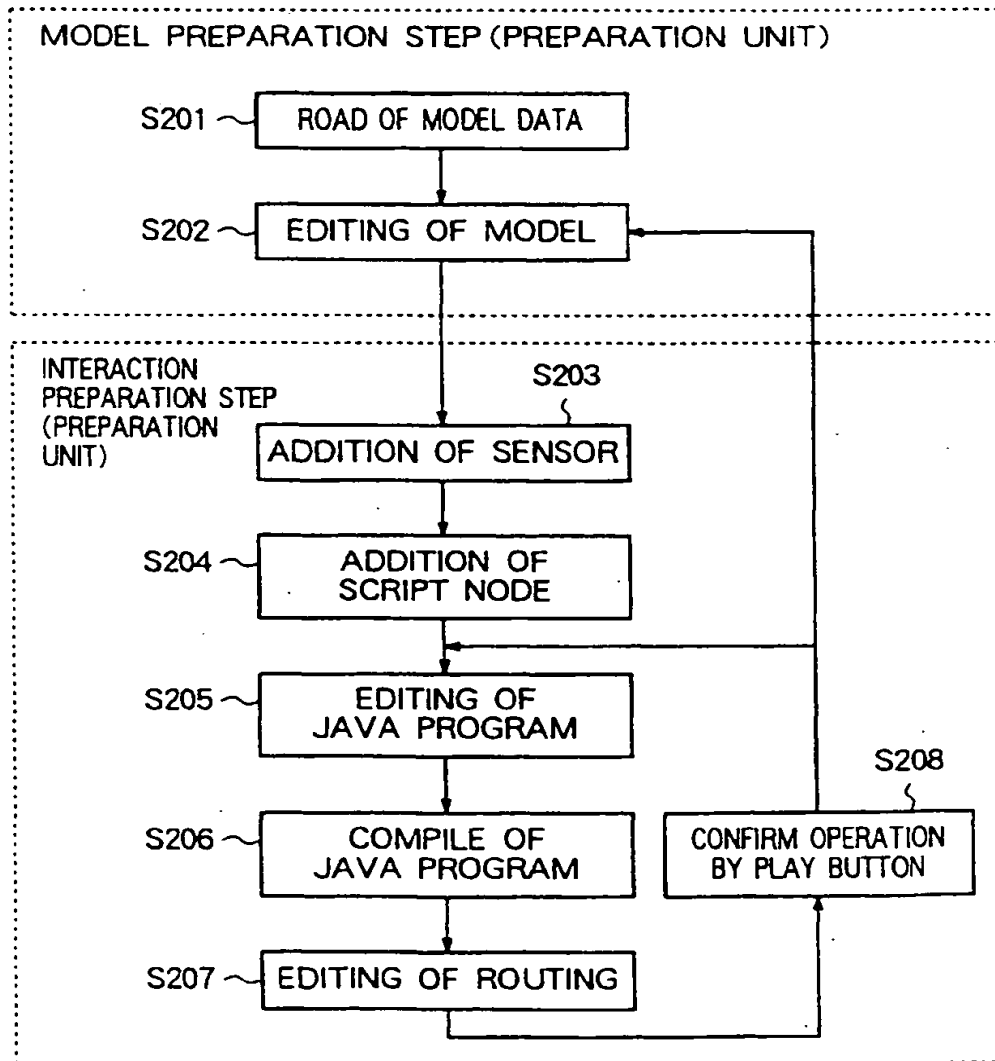 MODEL PREPARATION STEP (PREPARATION UNIT)
S201
ROAD OF MODEL DATA
S202
EDITING OF MODEL
INTERACTION
PREPARATION STEP
(PREPARATION
UNIT)
S203
ADDITION OF SENSOR
S204
ADDITION OF
SCRIPT NODE
S205
EDITING OF
JAVA PROGRAM
S206
COMPILE OF
JAVA PROGRAM
S208
CONFIRM OPERATION
BY PLAY BUTTON
S207
EDITING OF ROUTING